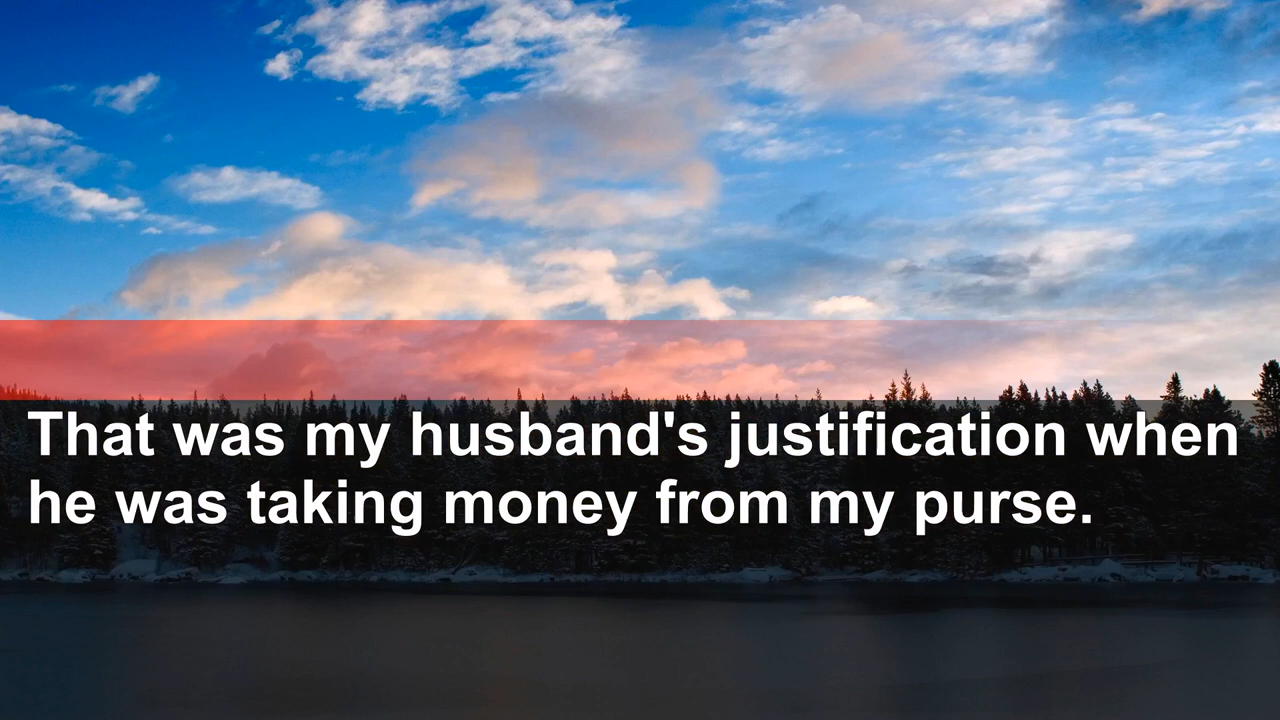 That was my husband's justification when
he was taking money from my purse.